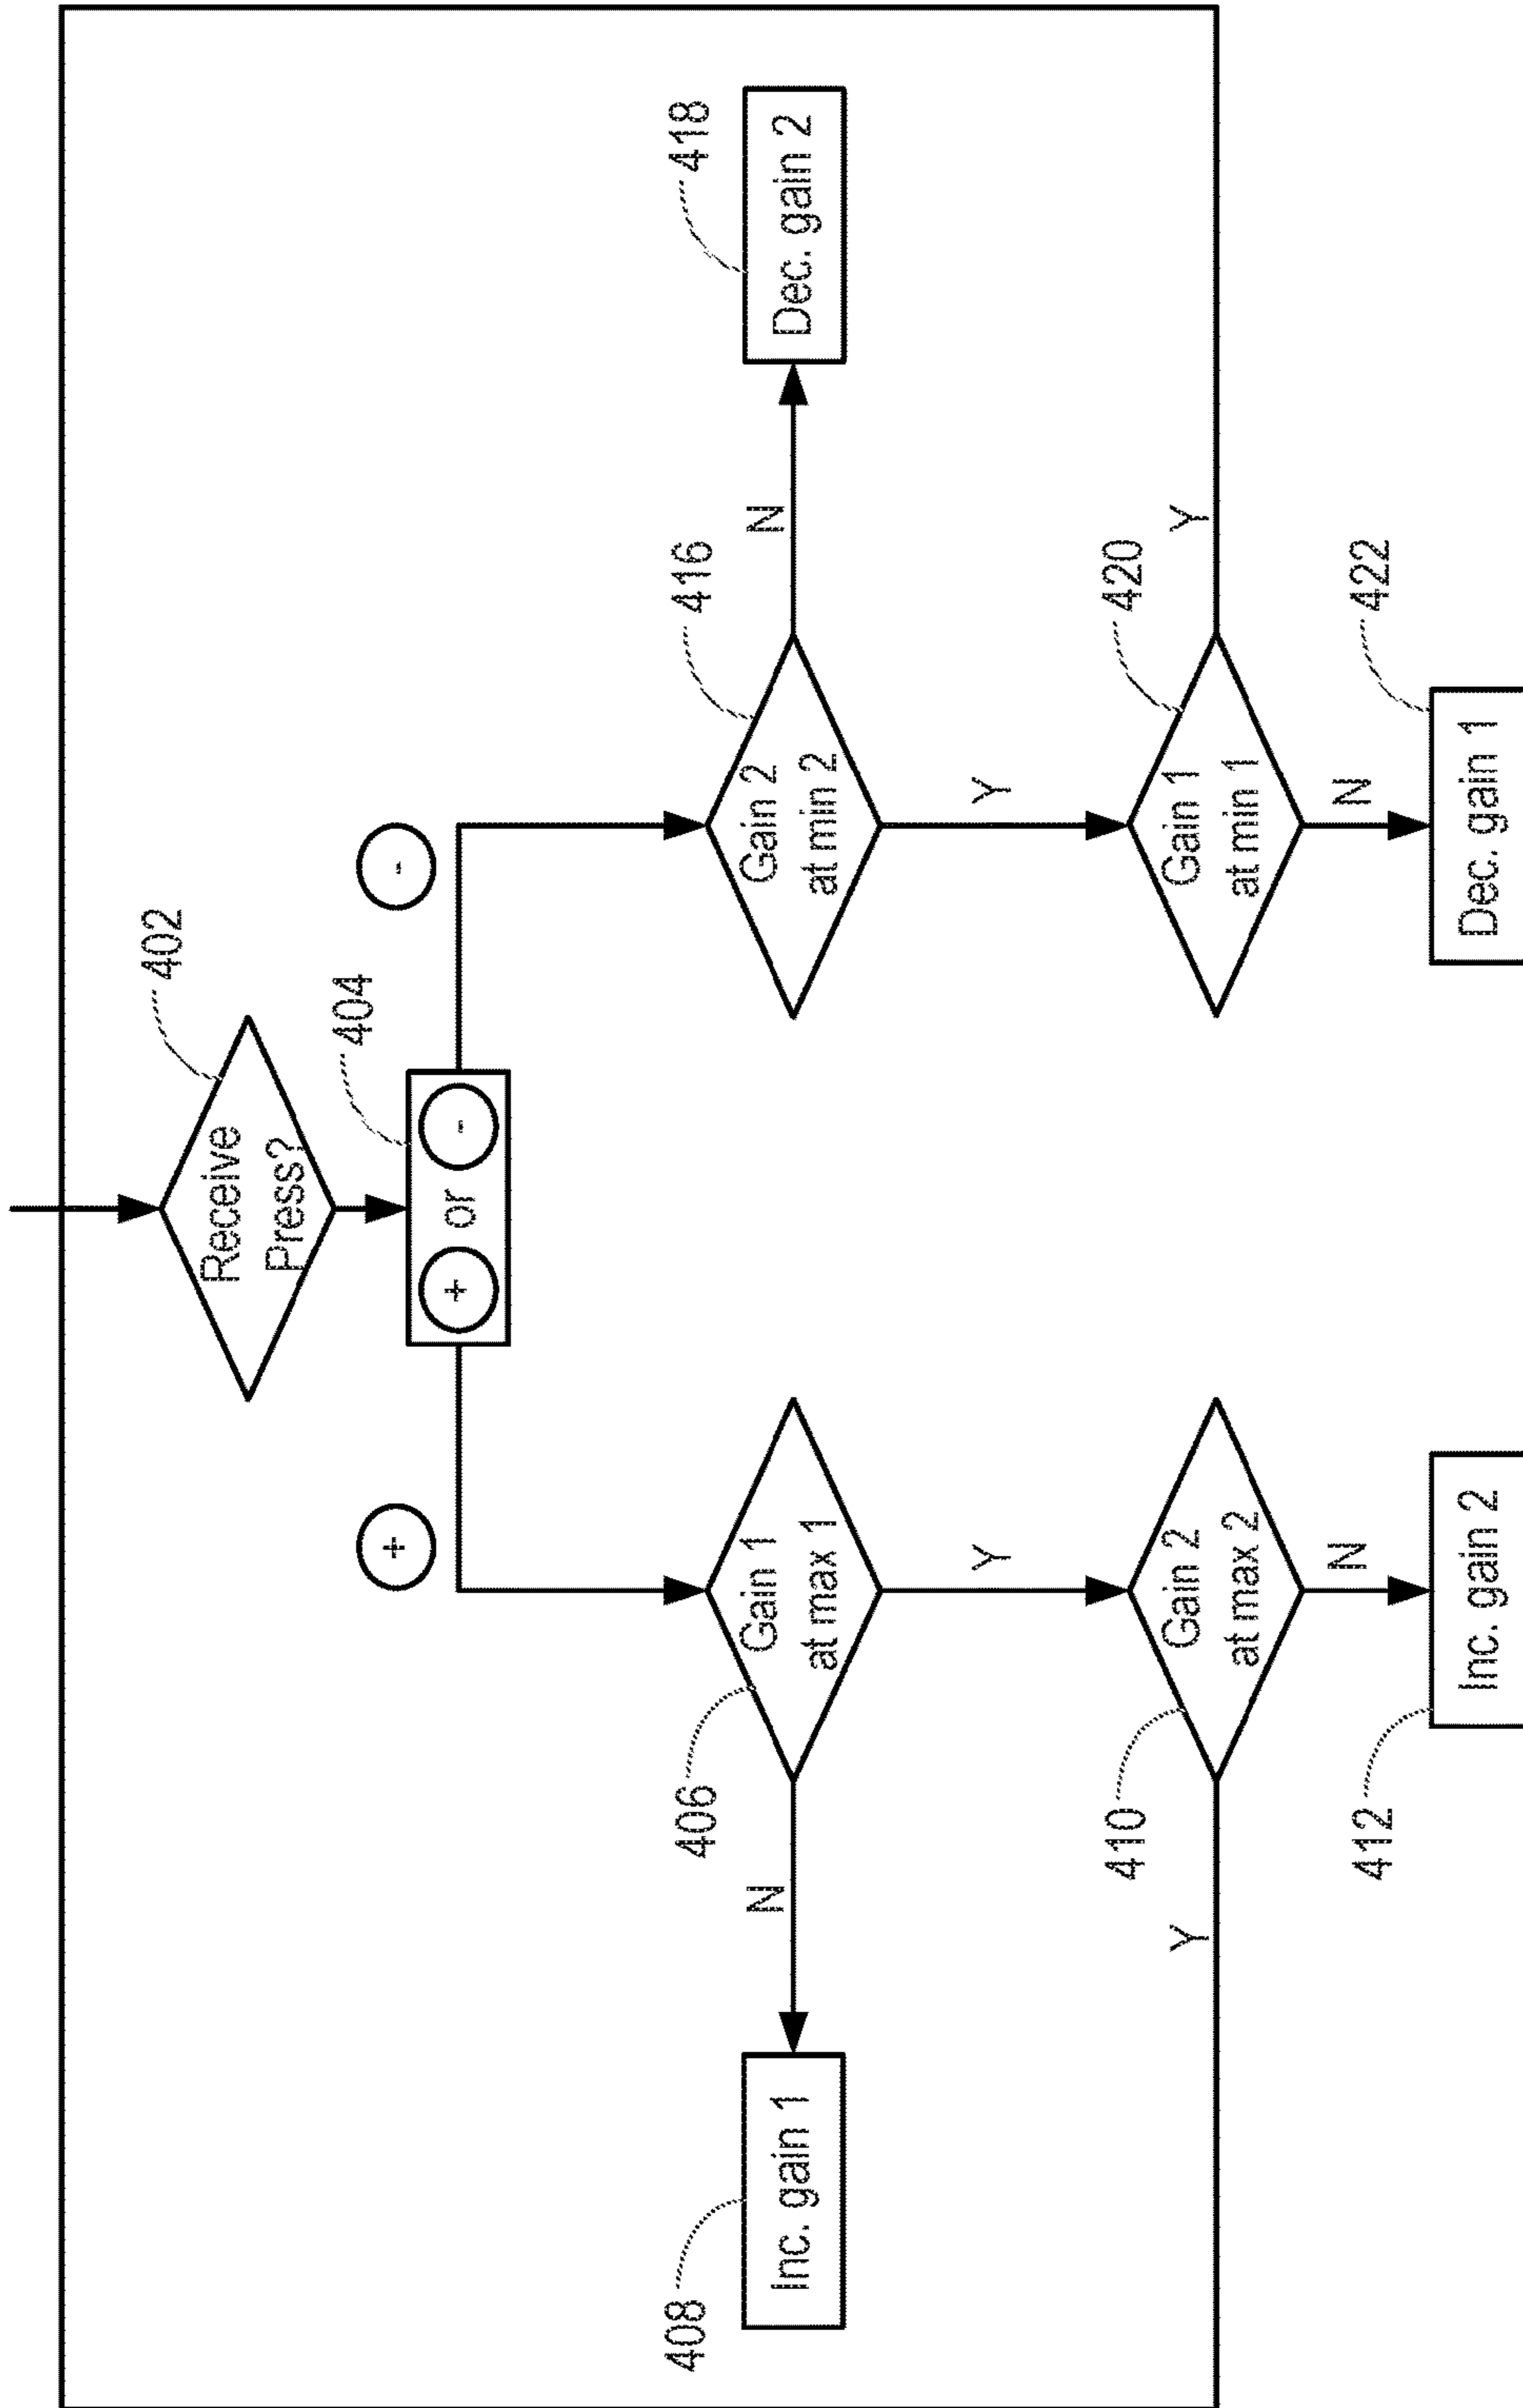 402
Receive
Press?
404
+ or -
+
-
406
Gain 1
at max 1
416
Gain 2
at min 2
N
N
408
Inc. gain 1
418
Dec. gain 2
Y
Y
410
Gain 2
at max 2
420
Gain 1
at min 1
Y
Y
N
N
412
Inc. gain 2
422
Dec. gain 1